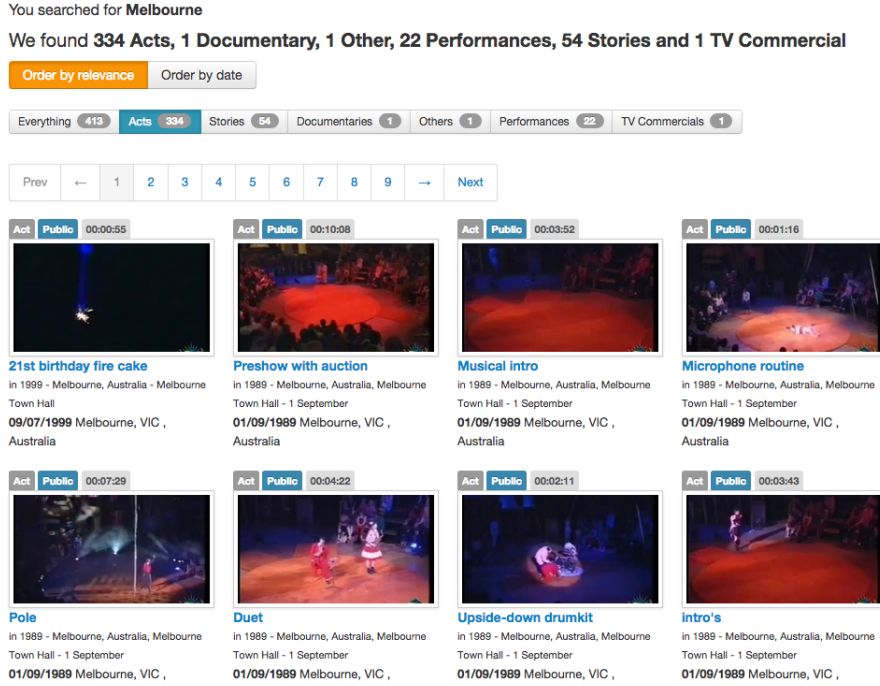 You searched for Melbourne
We found 334 Acts, 1 Documentary, 1 Other, 22 Performances, 54 Stories and 1 TV Commercial
Order by relevance Order by date
Everything 413 Acts 334 Stories 54 Documentaries 1 Others 1 Performances 22 TV Commercials 1
Prev ← 1 2 3 4 5 6 7 8 9 → Next
Act Public 00:00:55
21st birthday fire cake
in 1999 - Melbourne, Australia - Melbourne
Town Hall
09/07/1999 Melbourne, VIC ,
Australia
Act Public 00:10:08
Preshow with auction
in 1989 - Melbourne, Australia, Melbourne
Town Hall - 1 September
01/09/1989 Melbourne, VIC ,
Australia
Act Public 00:03:52
Musical intro
in 1989 - Melbourne, Australia, Melbourne
Town Hall - 1 September
01/09/1989 Melbourne, VIC ,
Australia
Act Public 00:01:16
Microphone routine
in 1989 - Melbourne, Australia, Melbourne
Town Hall - 1 September
01/09/1989 Melbourne, VIC ,
Australia
Act Public 00:07:29
Pole
in 1989 - Melbourne, Australia, Melbourne
Town Hall - 1 September
01/09/1989 Melbourne, VIC ,
Act Public 00:04:22
Duet
in 1989 - Melbourne, Australia, Melbourne
Town Hall - 1 September
01/09/1989 Melbourne, VIC ,
Act Public 00:02:11
Upside-down drumkit
in 1989 - Melbourne, Australia, Melbourne
Town Hall - 1 September
01/09/1989 Melbourne, VIC ,
Act Public 00:03:43
intro's
in 1989 - Melbourne, Australia, Melbourne
Town Hall - 1 September
01/09/1989 Melbourne, VIC ,